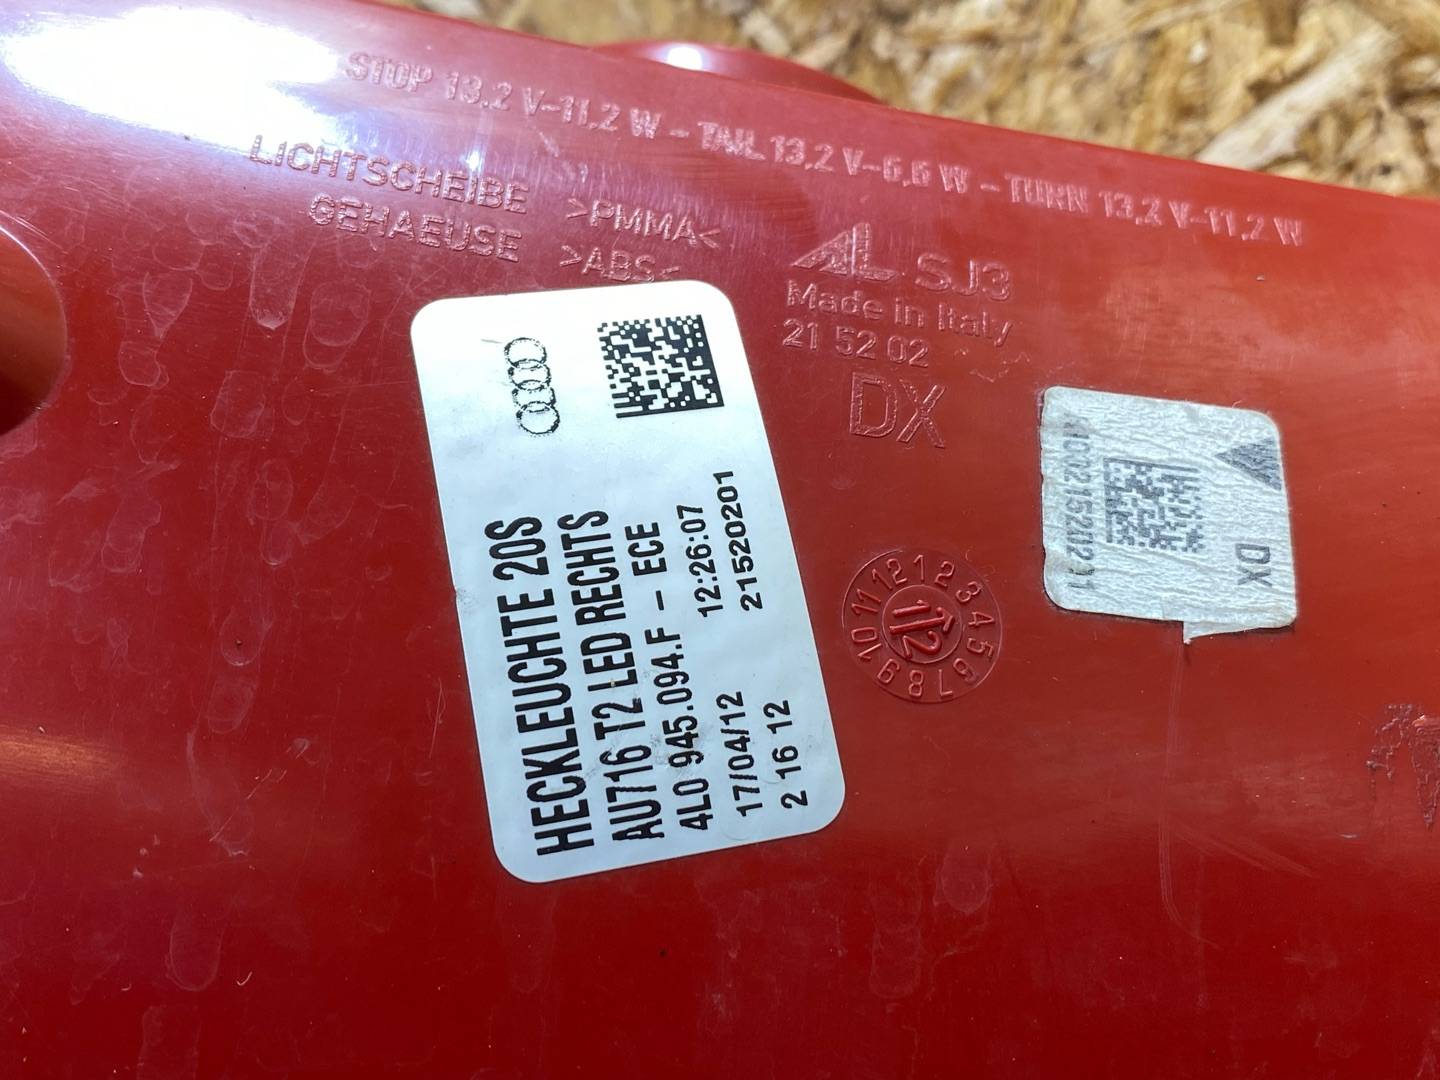 STOP 13.2 V-11,2 W - TAIL 13,2 V-6,6 W - TURN 13,2 V-11,2 W
LICHTSCHEIBE >PMMA<
GEHAEUSE >ABS<
AL SJ3
Made in Italy
21 52 02
DX
HECKLEUCHTE 20S
AU716 T2 LED RECHTS
4L0 945.094.F - ECE
17/04/12 12:26:07
2 16 12 21520201
12 1 2 3 4 5 6 7 8 9 10 11
12
DX